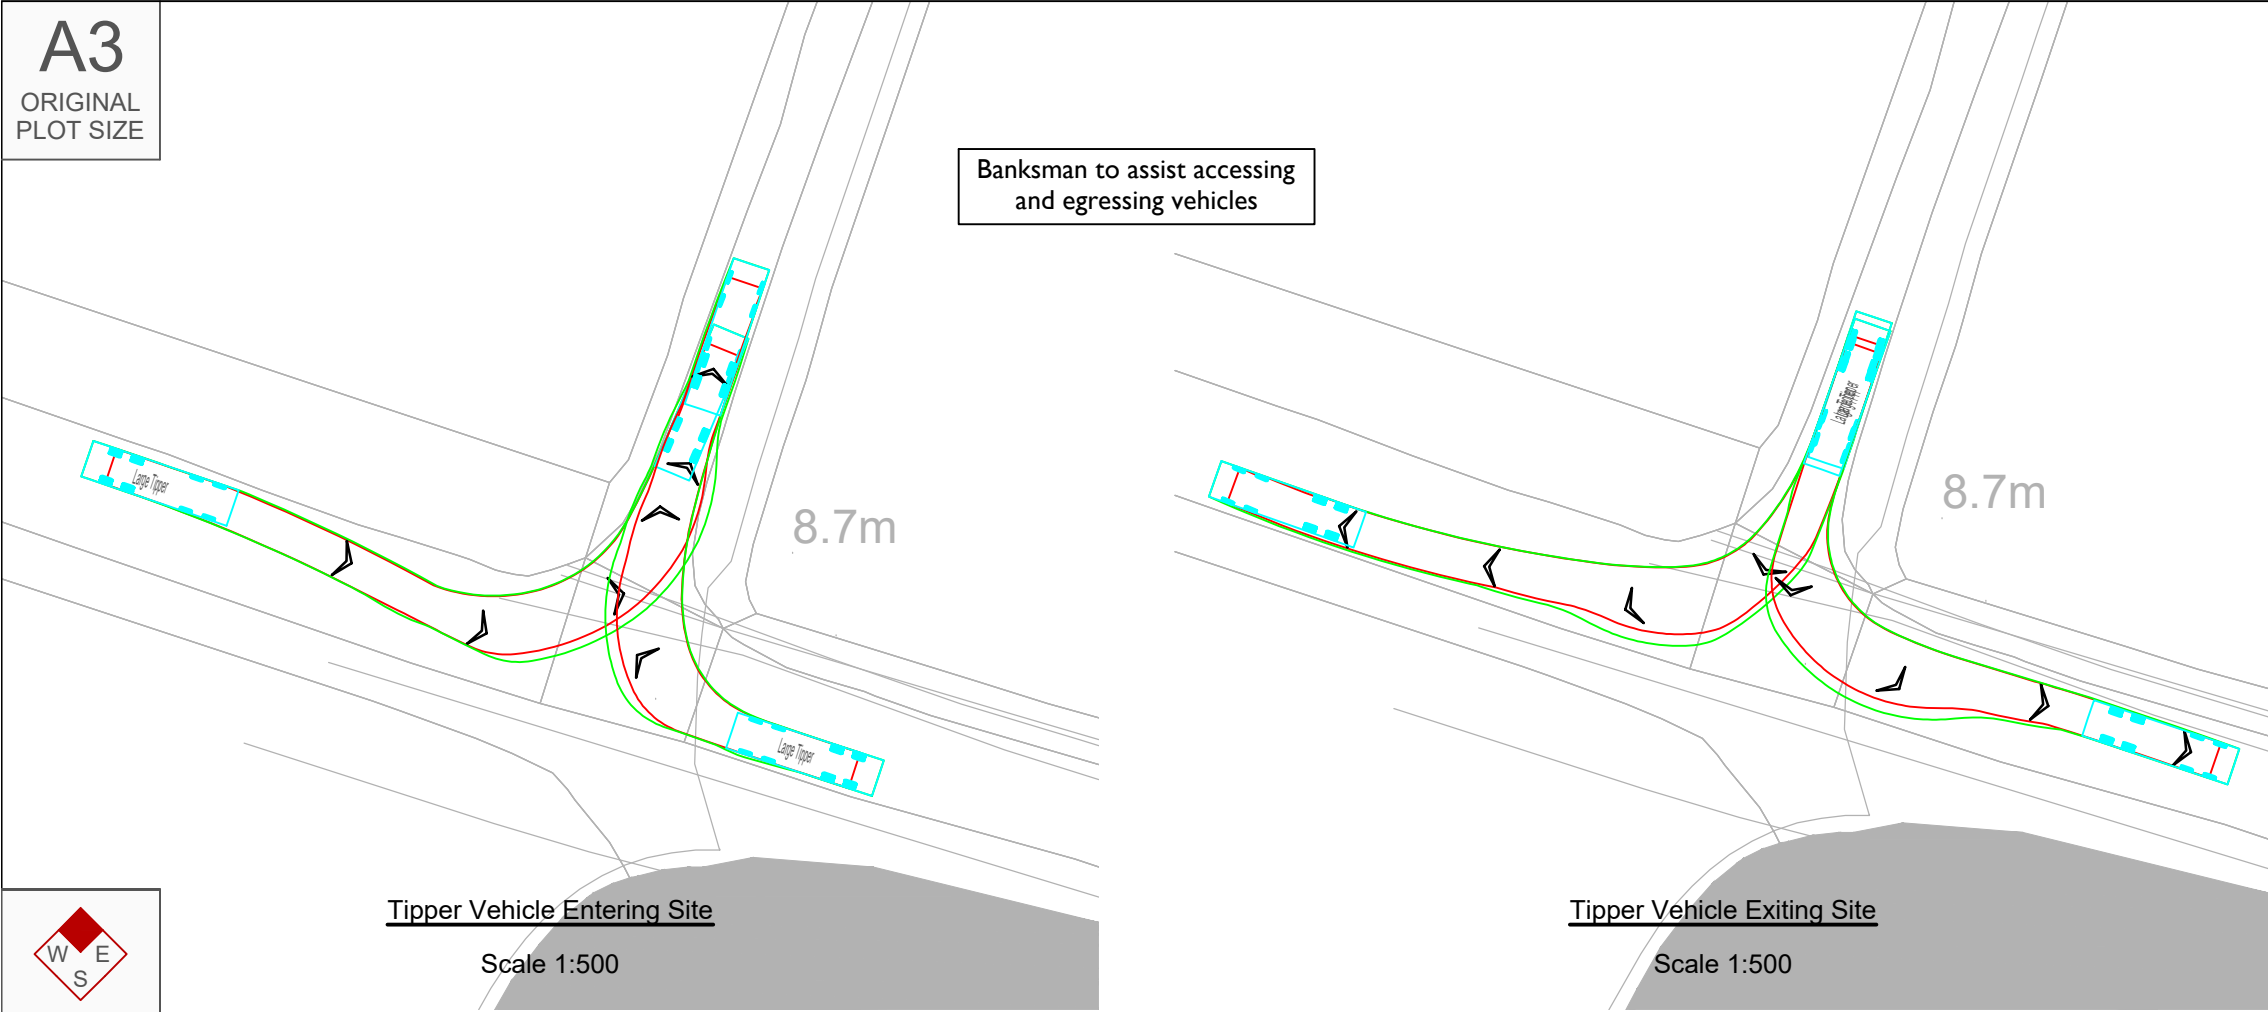 A3
ORIGINAL
PLOT SIZE
Banksman to assist accessing
and egressing vehicles
Large Tipper
8.7m
Large Tipper
8.7m
Tipper Vehicle Entering Site
Scale 1:500
Tipper Vehicle Exiting Site
Scale 1:500
W E
S